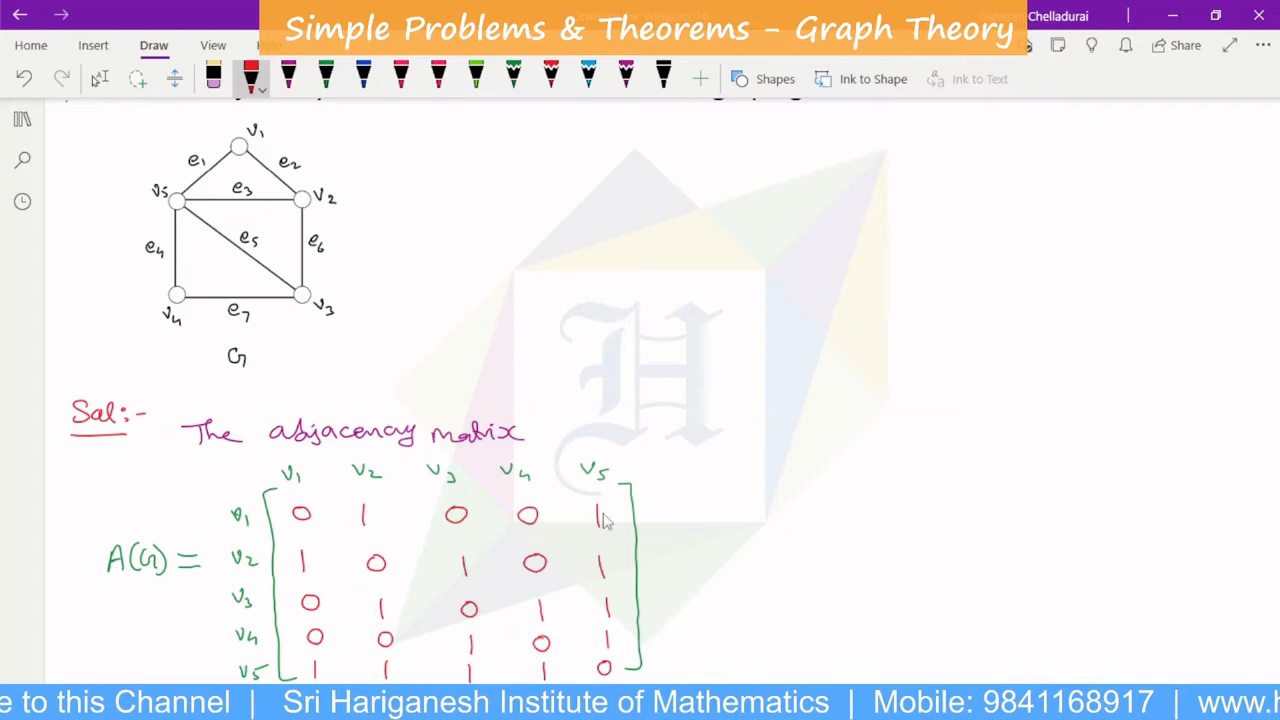 Simple Problems & Theorems - Graph Theory
Chelladurai
Home Insert Draw View
Share
Shapes Ink to Shape Ink to Text
v1
e1 e2
v5 e3 v2
e4 e5 e6
v4 e7 v3
G
H
Sol:-
The adjacency matrix
v1 v2 v3 v4 v5
v1 0 1 0 0 1
A(G) = v2 1 0 1 0 1
v3 0 1 0 1 1
v4 0 0 1 0 1
v5 1 1 1 1 0
e to this Channel | Sri Hariganesh Institute of Mathematics | Mobile: 9841168917 | www.h